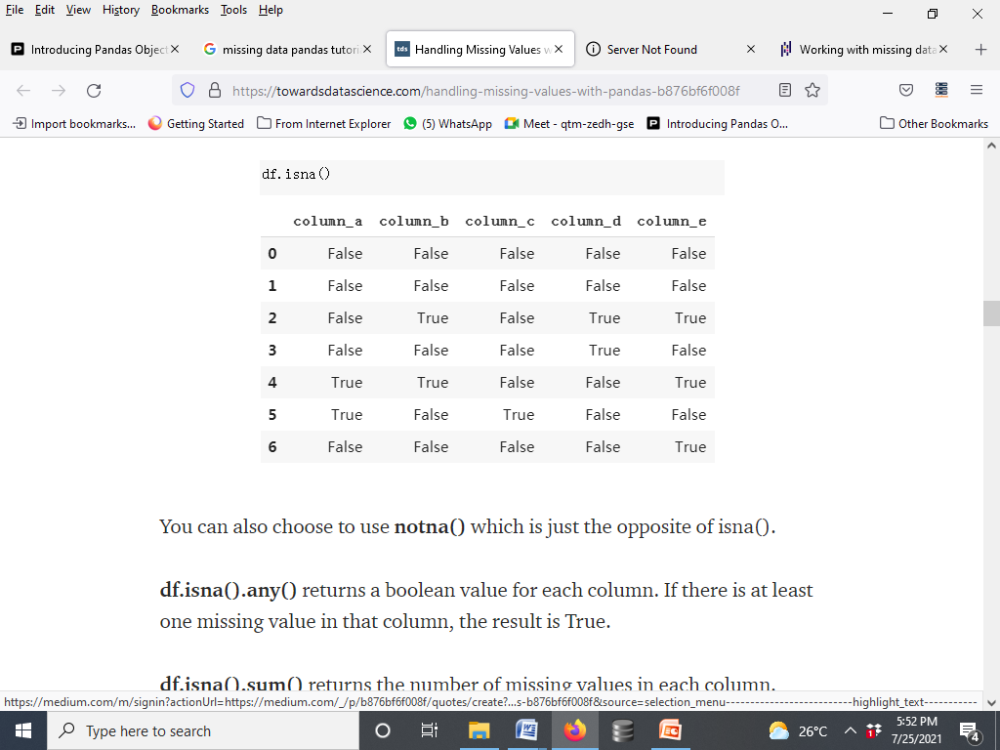 File Edit View History Bookmarks Tools Help
Introducing Pandas Object
missing data pandas tutori
tds Handling Missing Values w
Server Not Found
Working with missing data
https://towardsdatascience.com/handling-missing-values-with-pandas-b876bf6f008f
Import bookmarks... Getting Started From Internet Explorer (5) WhatsApp Meet - qtm-zedh-gse Introducing Pandas O... Other Bookmarks
df.isna()
column_a column_b column_c column_d column_e
0 False False False False False
1 False False False False False
2 False True False True True
3 False False False True False
4 True True False False True
5 True False True False False
6 False False False False True
You can also choose to use notna() which is just the opposite of isna().
df.isna().any() returns a boolean value for each column. If there is at least
one missing value in that column, the result is True.
df.isna().sum() returns the number of missing values in each column.
https://medium.com/m/signin?actionUrl=https://medium.com/_/p/b876bf6f008f/quotes/create?...s-b876bf6f008f&source=selection_menu--------------------------highlight_text-----------
Type here to search
26°C
1
5:52 PM
7/25/2021
4